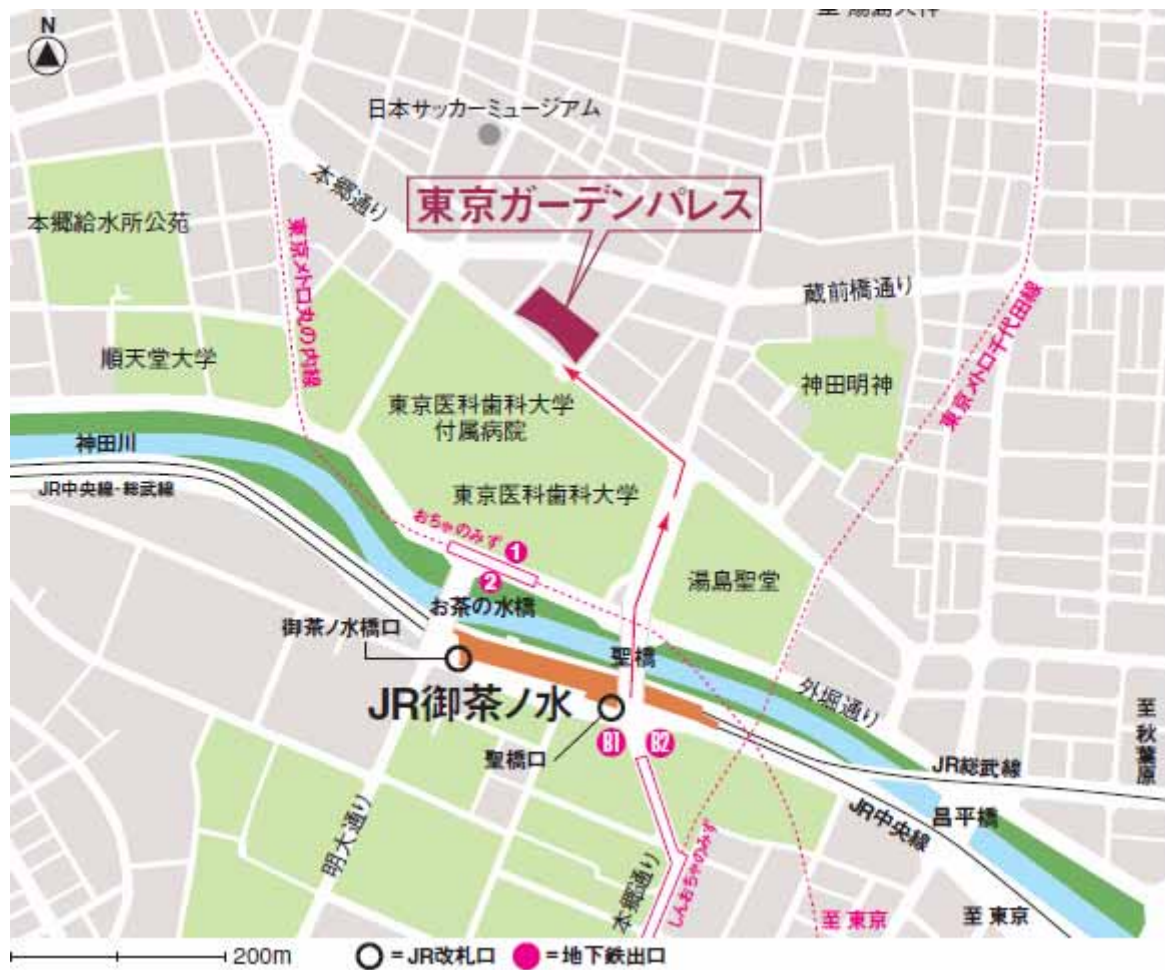 N
至 湯島天神
日本サッカーミュージアム
本郷通り
東京ガーデンパレス
本郷給水所公苑
東京メトロ丸の内線
蔵前橋通り
東京メトロ千代田線
順天堂大学
神田明神
東京医科歯科大学
付属病院
神田川
JR中央線・総武線
東京医科歯科大学
おちゃのみず
1
2
湯島聖堂
お茶の水橋
御茶ノ水橋口
聖橋
外堀通り
JR御茶ノ水
聖橋口
B1
B2
至 秋葉原
JR総武線
JR中央線
昌平橋
明大通り
本郷通り
しんおちゃのみず
至 東京
至 東京
200m
=JR改札口
=地下鉄出口